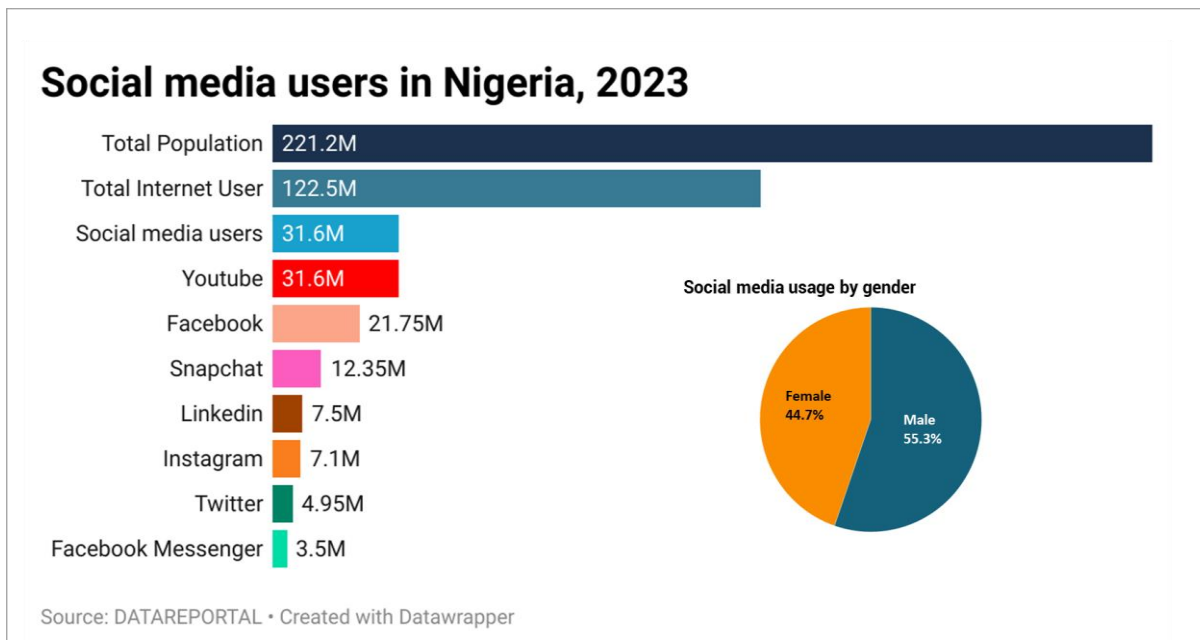 Social media users in Nigeria, 2023
Total Population 221.2M
Total Internet User 122.5M
Social media users 31.6M
Youtube 31.6M
Facebook 21.75M
Snapchat 12.35M
Linkedin 7.5M
Instagram 7.1M
Twitter 4.95M
Facebook Messenger 3.5M
Social media usage by gender
Female
44.7%
Male
55.3%
Source: DATAREPORTAL • Created with Datawrapper